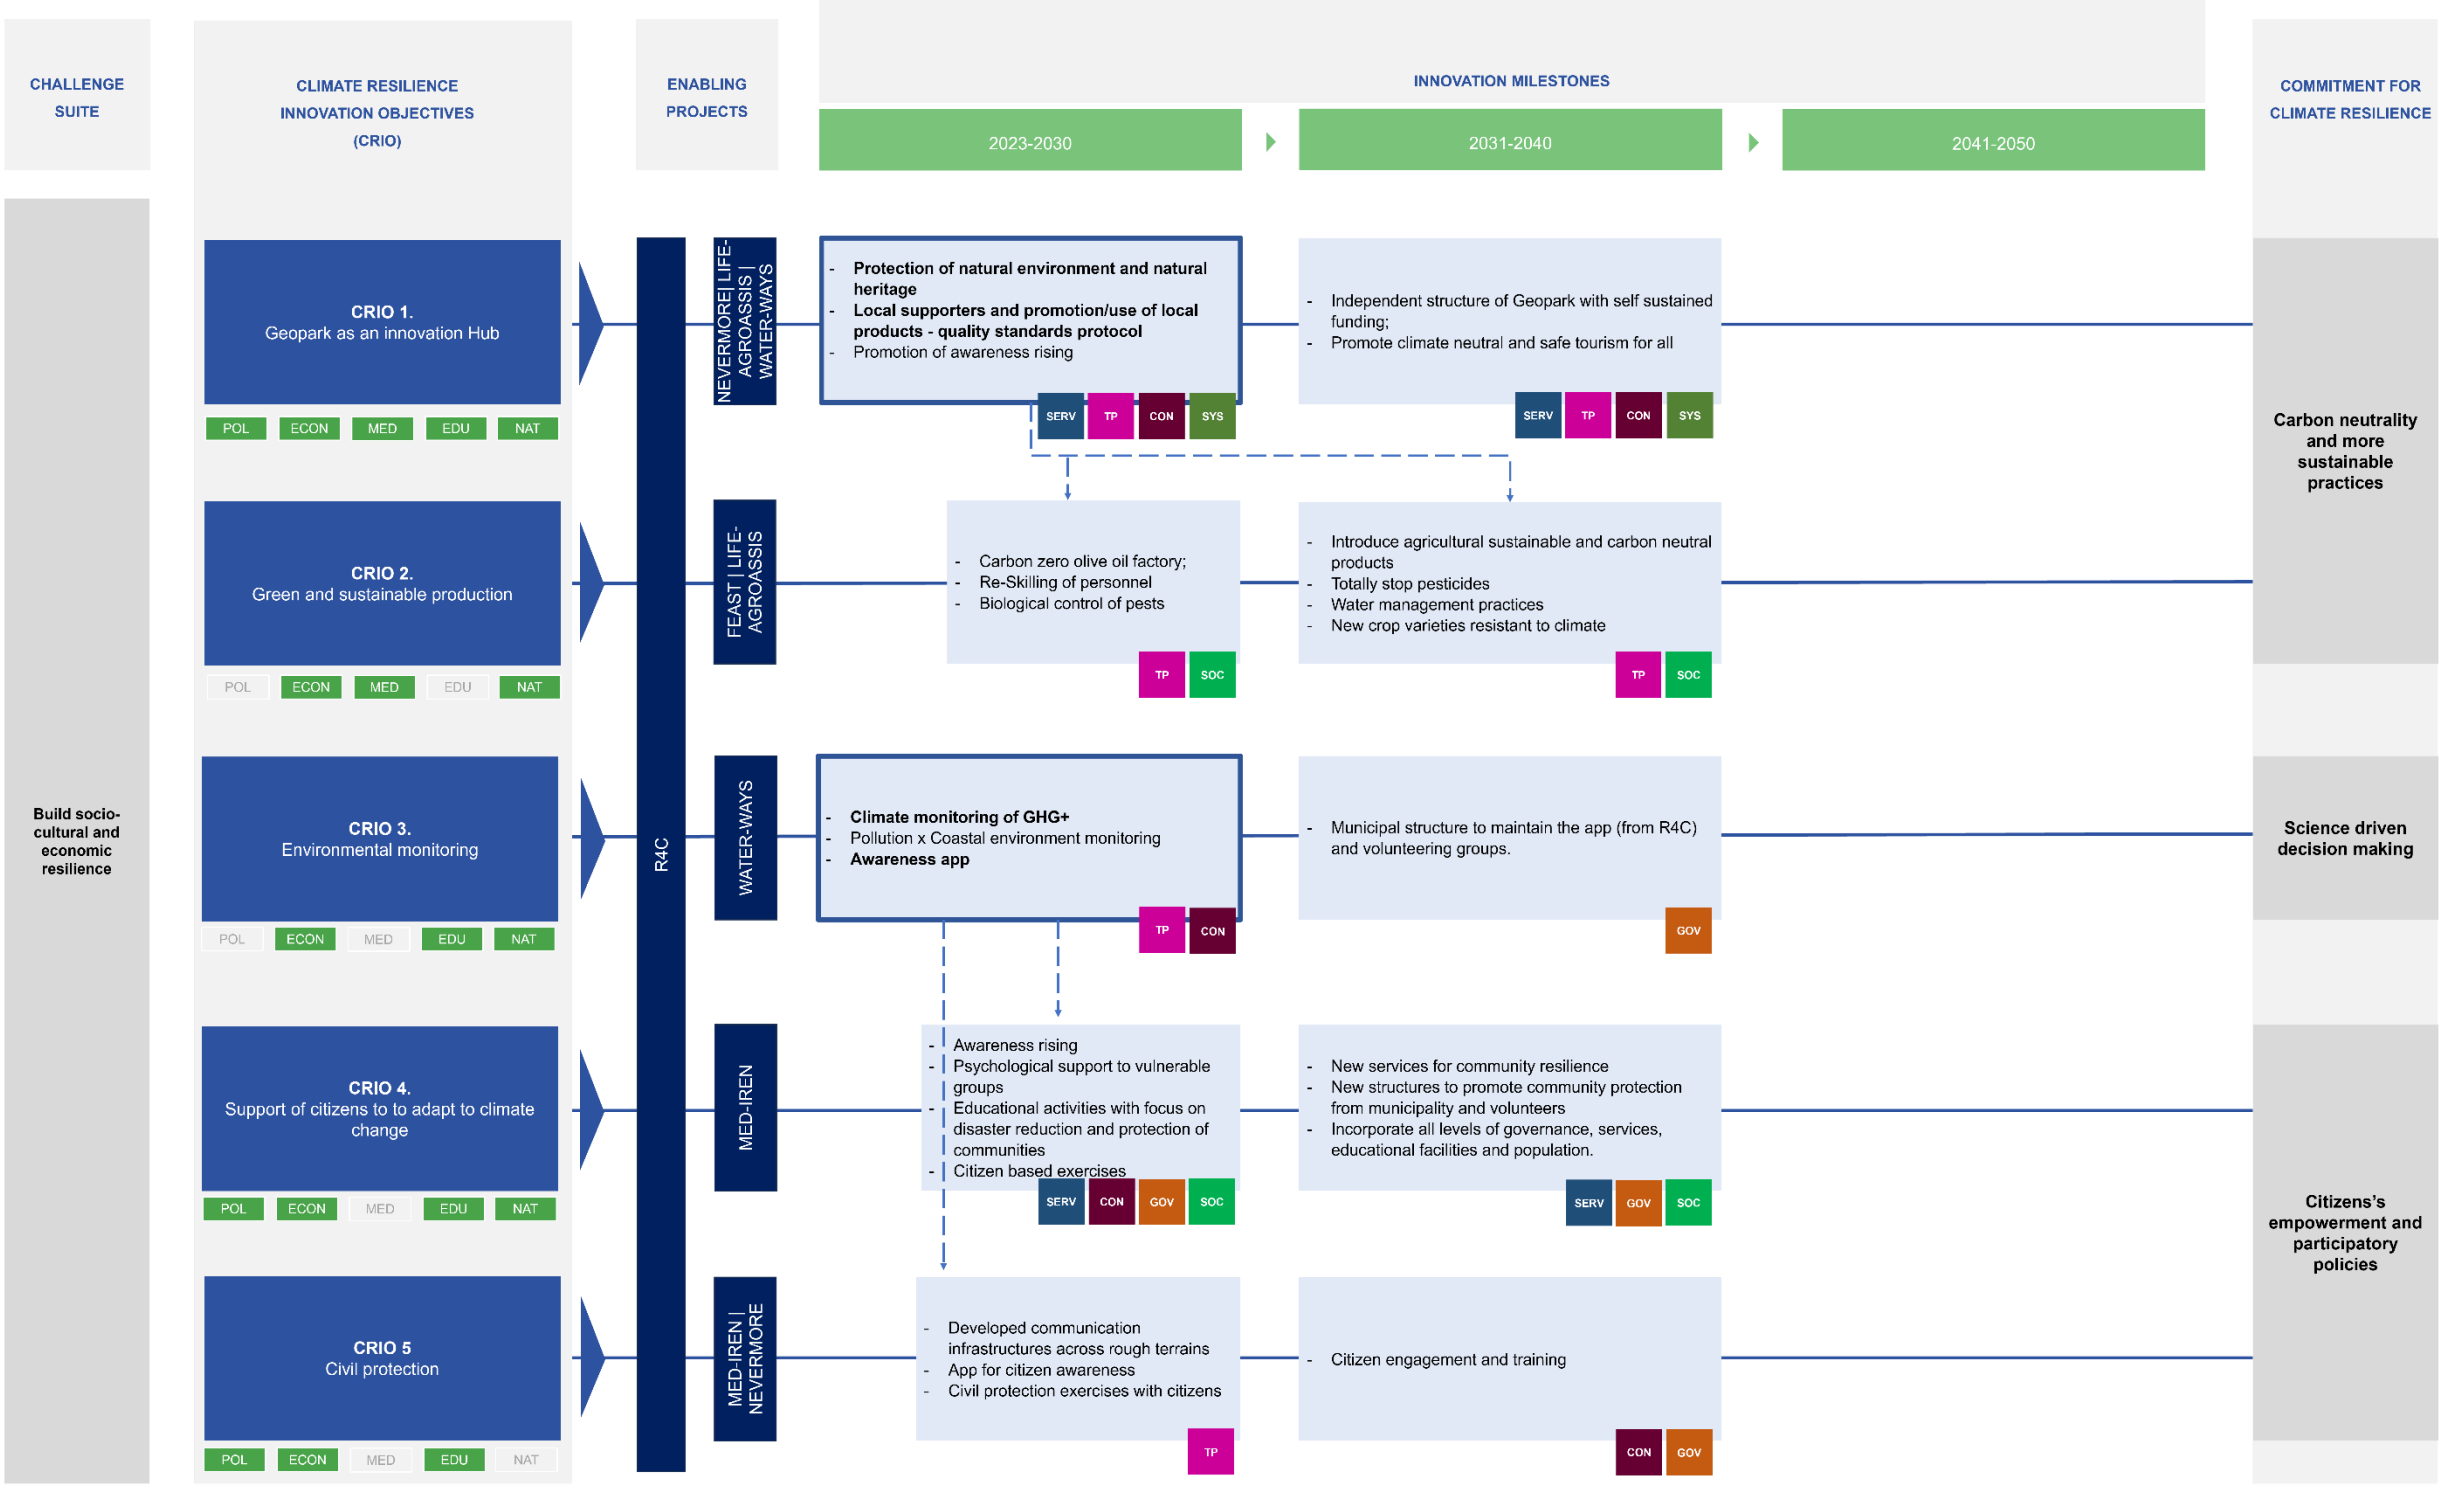 CHALLENGE
SUITE
CLIMATE RESILIENCE
INNOVATION OBJECTIVES
(CRIO)
ENABLING
PROJECTS
INNOVATION MILESTONES
2023-2030
2031-2040
2041-2050
COMMITMENT FOR
CLIMATE RESILIENCE
Build socio-
cultural and
economic
resilience
R4C
CRIO 1.
Geopark as an innovation Hub
POL ECON MED EDU NAT
NEVERMORE| LIFE-
AGROASSIS |
WATER-WAYS
- Protection of natural environment and natural
heritage
- Local supporters and promotion/use of local
products - quality standards protocol
- Promotion of awareness rising
SERV TP CON SYS
- Independent structure of Geopark with self sustained
funding;
- Promote climate neutral and safe tourism for all
SERV TP CON SYS
Carbon neutrality
and more
sustainable
practices
CRIO 2.
Green and sustainable production
POL ECON MED EDU NAT
FEAST | LIFE-
AGROASSIS
- Carbon zero olive oil factory;
- Re-Skilling of personnel
- Biological control of pests
TP SOC
- Introduce agricultural sustainable and carbon neutral
products
- Totally stop pesticides
- Water management practices
- New crop varieties resistant to climate
TP SOC
CRIO 3.
Environmental monitoring
POL ECON MED EDU NAT
WATER-WAYS
- Climate monitoring of GHG+
- Pollution x Coastal environment monitoring
- Awareness app
TP CON
- Municipal structure to maintain the app (from R4C)
and volunteering groups.
GOV
Science driven
decision making
CRIO 4.
Support of citizens to to adapt to climate
change
POL ECON MED EDU NAT
MED-IREN
- Awareness rising
- Psychological support to vulnerable
groups
- Educational activities with focus on
disaster reduction and protection of
communities
- Citizen based exercises
SERV CON GOV SOC
- New services for community resilience
- New structures to promote community protection
from municipality and volunteers
- Incorporate all levels of governance, services,
educational facilities and population.
SERV GOV SOC
Citizens's
empowerment and
participatory
policies
CRIO 5
Civil protection
POL ECON MED EDU NAT
MED-IREN |
NEVERMORE
- Developed communication
infrastructures across rough terrains
- App for citizen awareness
- Civil protection exercises with citizens
TP
- Citizen engagement and training
CON GOV